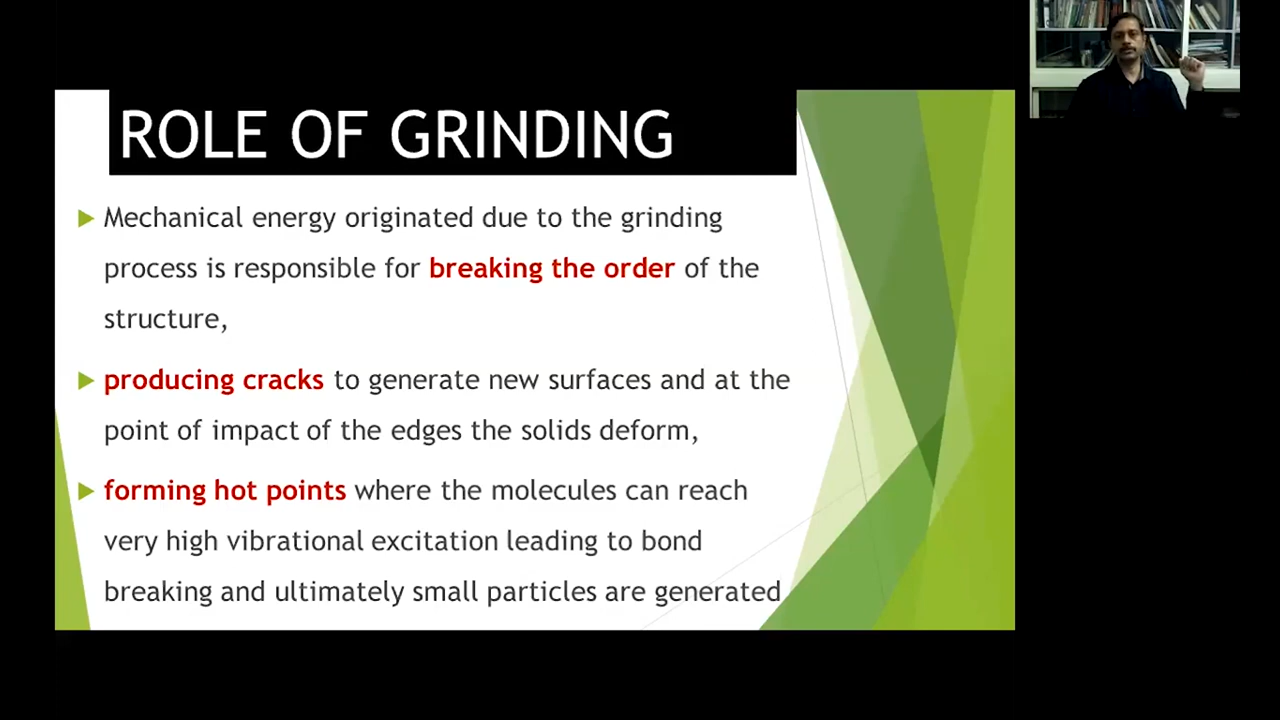 ROLE OF GRINDING
Mechanical energy originated due to the grinding
process is responsible for breaking the order of the
structure,
producing cracks to generate new surfaces and at the
point of impact of the edges the solids deform,
forming hot points where the molecules can reach
very high vibrational excitation leading to bond
breaking and ultimately small particles are generated